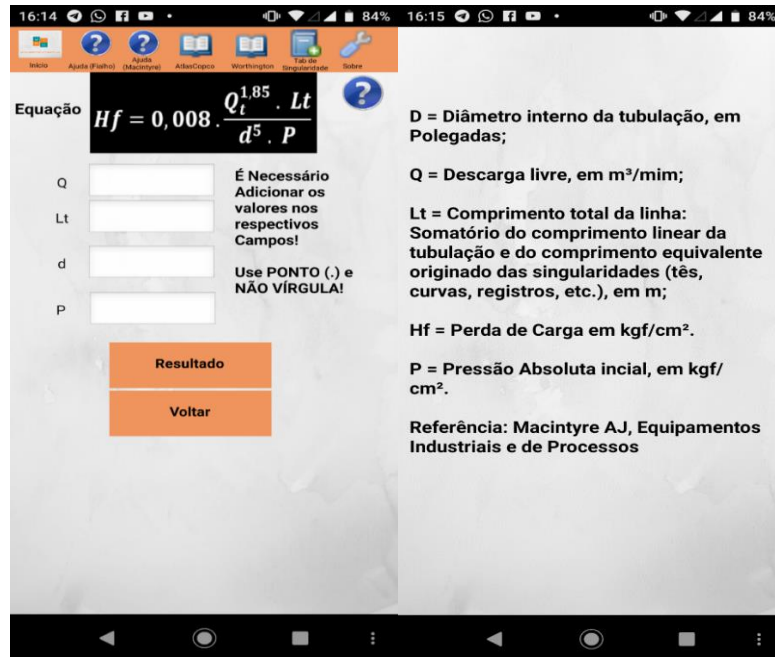 16:14 84%
Início Ajuda (Fialho) Ajuda (Macintyre) AtlasCopco Worthington Tab de Singularidade Sobre
Equação
Hf = 0,008 . Q_t^{1,85} . Lt / d^5 . P
Q
Lt
d
P
É Necessário
Adicionar os
valores nos
respectivos
Campos!
Use PONTO (.) e
NÃO VÍRGULA!
Resultado
Voltar
16:15 84%
D = Diâmetro interno da tubulação, em
Polegadas;
Q = Descarga livre, em m³/mim;
Lt = Comprimento total da linha:
Somatório do comprimento linear da
tubulação e do comprimento equivalente
originado das singularidades (tês,
curvas, registros, etc.), em m;
Hf = Perda de Carga em kgf/cm².
P = Pressão Absoluta incial, em kgf/
cm².
Referência: Macintyre AJ, Equipamentos
Industriais e de Processos